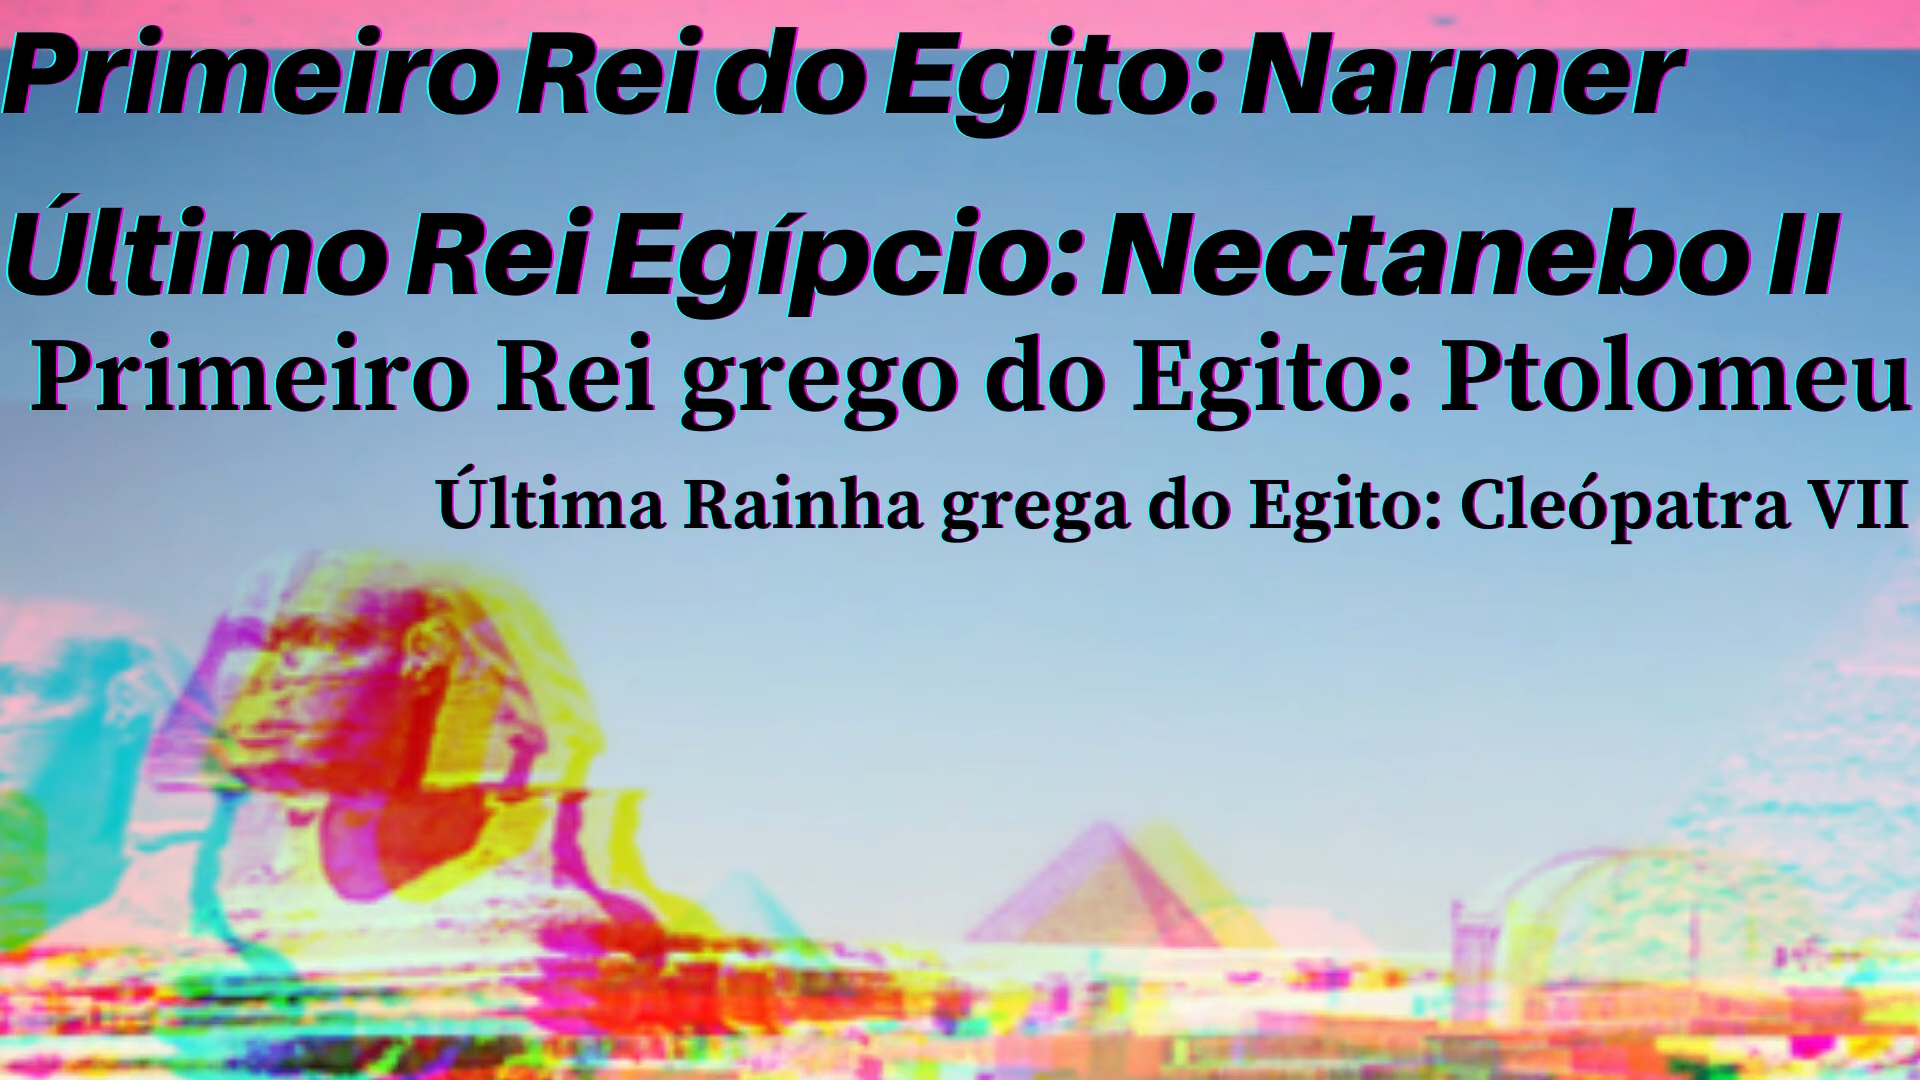 Primeiro Rei do Egito: Narmer
Último Rei Egípcio: Nectanebo II
Primeiro Rei grego do Egito: Ptolomeu
Última Rainha grega do Egito: Cleópatra VII